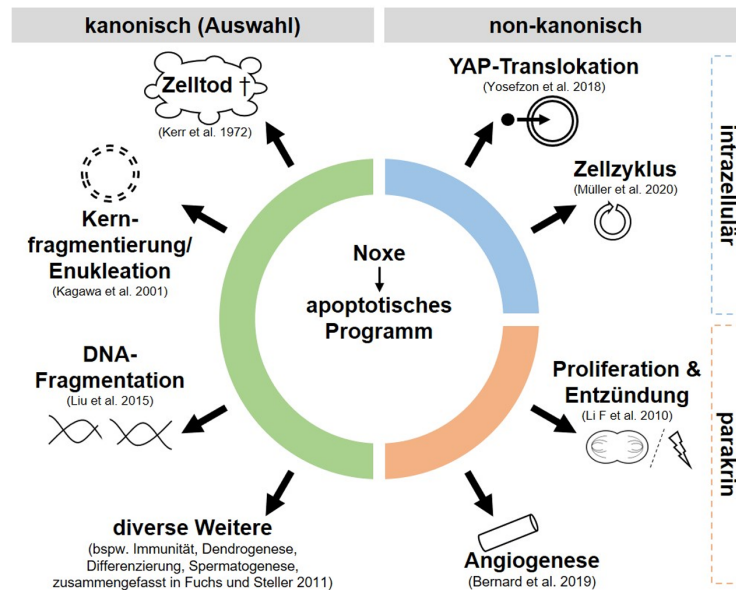 kanonisch (Auswahl)
non-kanonisch
Zelltod †
(Kerr et al. 1972)
Kern-
fragmentierung/
Enukleation
(Kagawa et al. 2001)
DNA-
Fragmentation
(Liu et al. 2015)
diverse Weitere
(bspw. Immunität, Dendrogenese,
Differenzierung, Spermatogenese,
zusammengefasst in Fuchs und Steller 2011)
Noxe
apoptotisches
Programm
YAP-Translokation
(Yosefzon et al. 2018)
Zellzyklus
(Müller et al. 2020)
Proliferation &
Entzündung
(Li F et al. 2010)
Angiogenese
(Bernard et al. 2019)
intrazellulär
parakrin